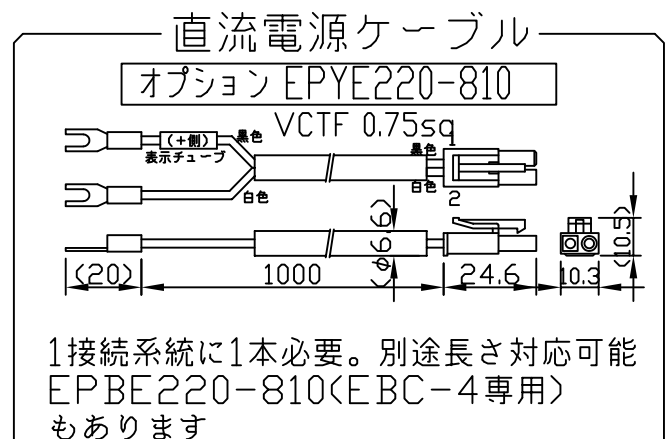 直流電源ケーブル
オプション EPYE220-810
VCTF 0.75sq
(+側)
黒色
表示チューブ
白色
黒色
1
白色
2
(φ6.6)
(20)
1000
24.6
10.3
(10.5)
1接続系統に1本必要。別途長さ対応可能
EPBE220-810(EBC-4専用)
もあります